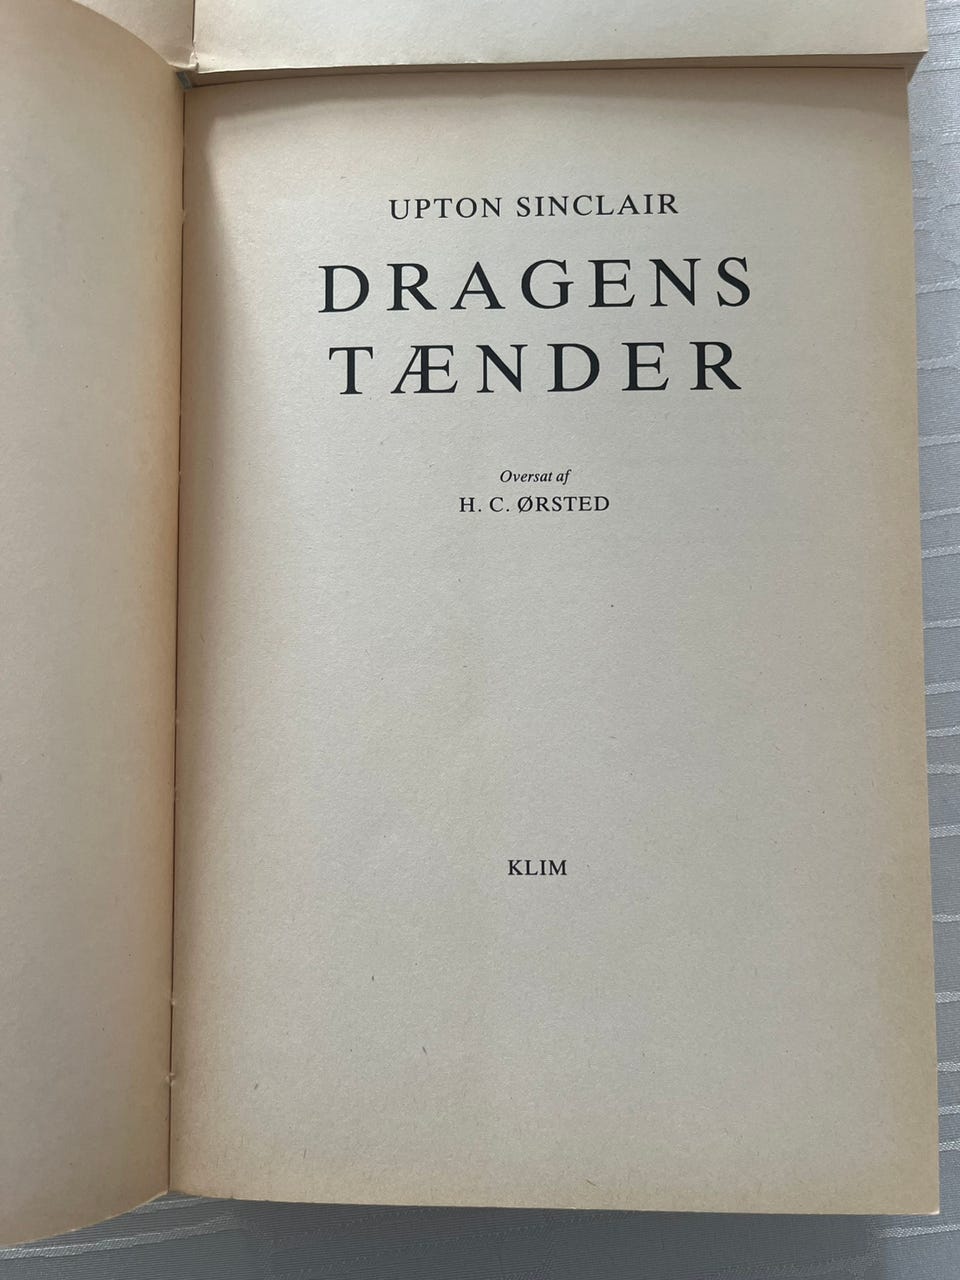 UPTON SINCLAIR
DRAGENS
TÆNDER
Oversat af
H. C. ØRSTED
KLIM